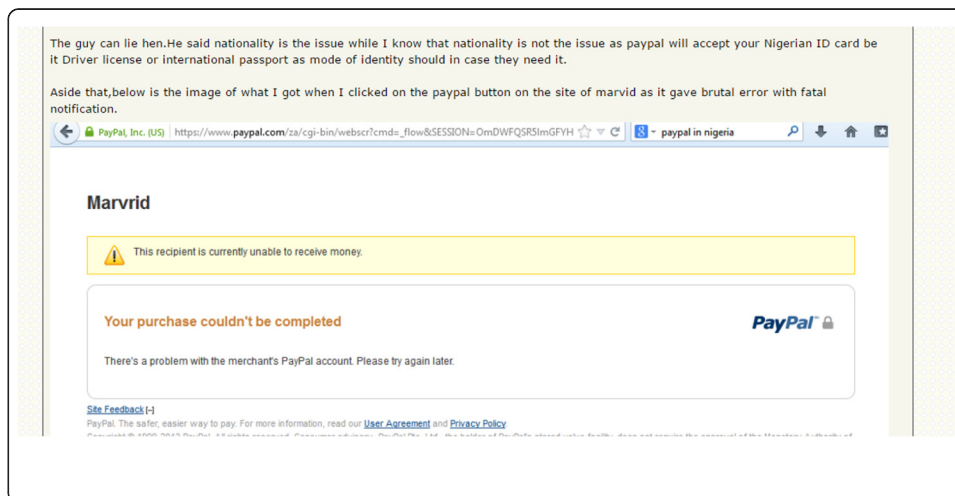 The guy can lie hen.He said nationality is the issue while I know that nationality is not the issue as paypal will accept your Nigerian ID card be
it Driver license or international passport as mode of identity should in case they need it.
Aside that,below is the image of what I got when I clicked on the paypal button on the site of marvid as it gave brutal error with fatal
notification.
PayPal, Inc. (US) https://www.paypal.com/za/cgi-bin/webscr?cmd=_flow&SESSION=OmDWFQSR5ImGFYH paypal in nigeria
Marvrid
This recipient is currently unable to receive money.
Your purchase couldn't be completed
PayPal
There's a problem with the merchant's PayPal account. Please try again later.
Site Feedback [-]
PayPal. The safer, easier way to pay. For more information, read our User Agreement and Privacy Policy